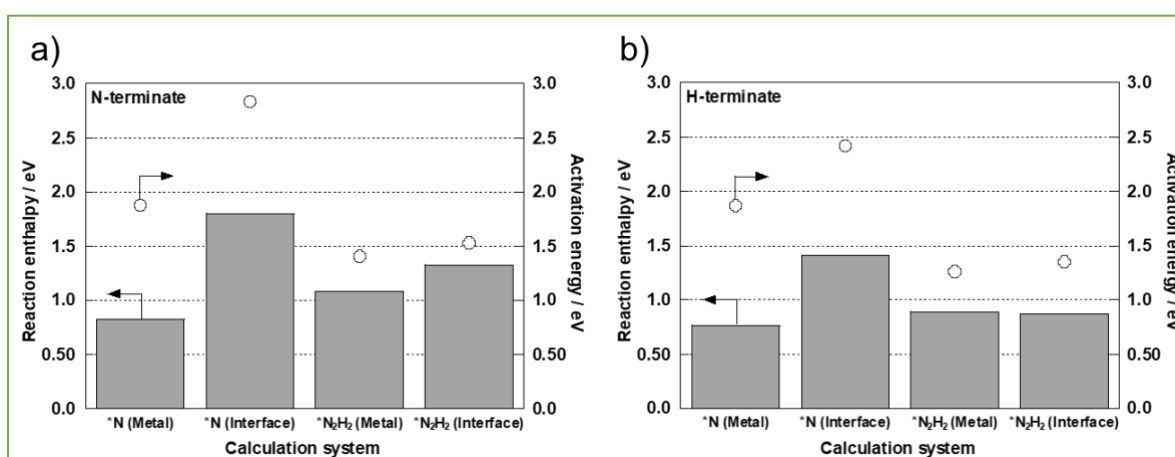 a)
N-terminate
3.0
2.5
2.0
1.5
1.0
0.50
0.0
Reaction enthalpy / eV
3.0
2.5
2.0
1.5
1.0
0.50
0.0
Activation energy / eV
*N (Metal) *N (Interface) *N₂H₂ (Metal) *N₂H₂ (Interface)
Calculation system
b)
H-terminate
3.0
2.5
2.0
1.5
1.0
0.50
0.0
Reaction enthalpy / eV
3.0
2.5
2.0
1.5
1.0
0.50
0.0
Activation energy / eV
*N (Metal) *N (Interface) *N₂H₂ (Metal) *N₂H₂ (Interface)
Calculation system